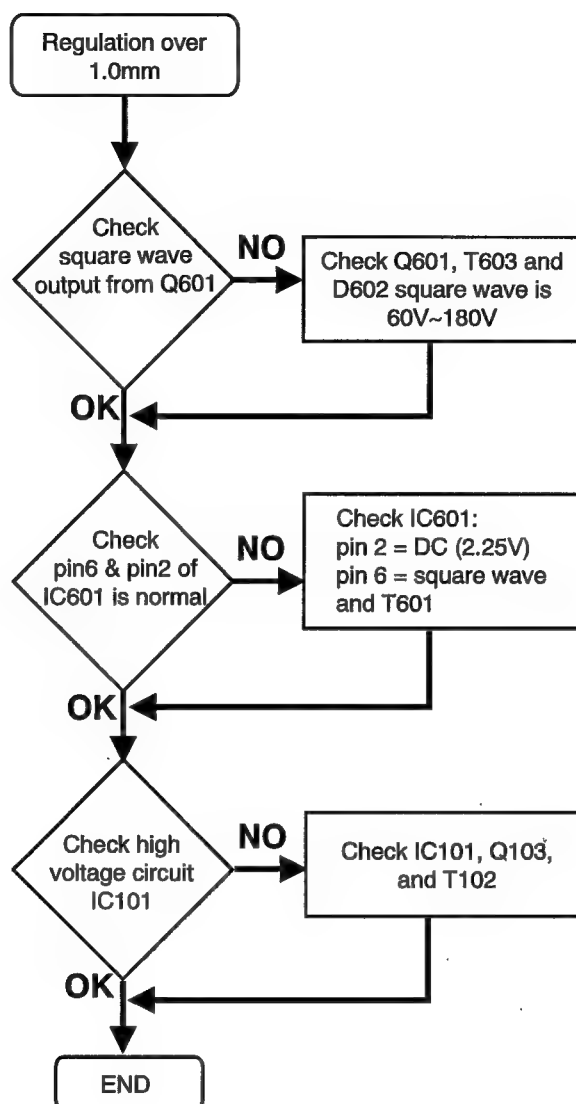 Regulation over
1.0mm
Check
square wave
output from Q601
NO
Check Q601, T603 and
D602 square wave is
60V~180V
OK
Check
pin6 & pin2 of
IC601 is normal
NO
Check IC601:
pin 2 = DC (2.25V)
pin 6 = square wave
and T601
OK
Check high
voltage circuit
IC101
NO
Check IC101, Q103,
and T102
OK
END